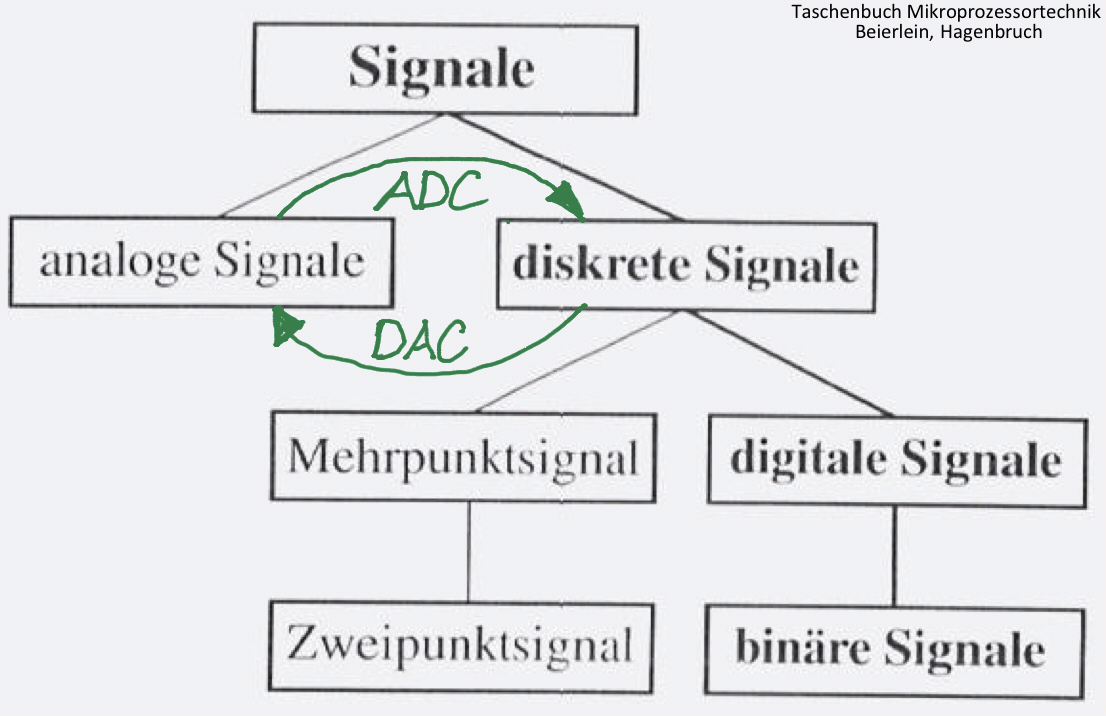 Taschenbuch Mikroprozessortechnik
Beierlein, Hagenbruch
Signale
ADC
analoge Signale
diskrete Signale
DAC
Mehrpunktsignal
digitale Signale
Zweipunktsignal
binäre Signale